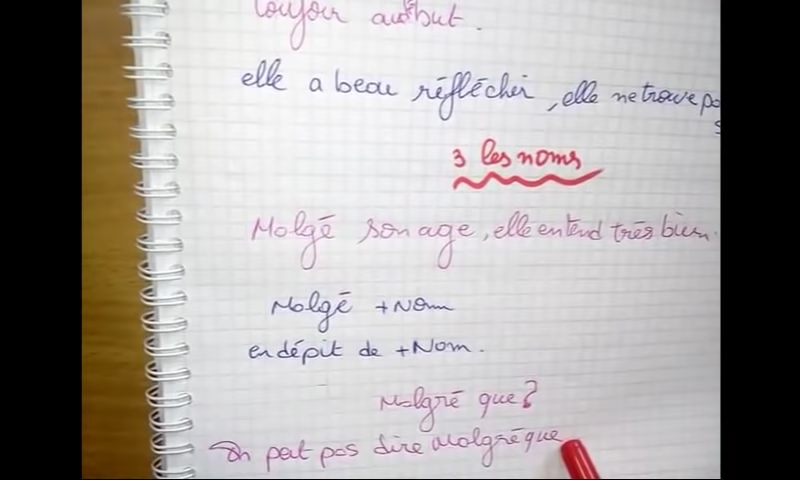 toujour au début.
elle a beau réfléchir, elle ne trouve pa
3 les noms
Malgé son age, elle entend très bien.
Malgé + Nom
en dépit de + Nom.
Malgré que?
On peut pas dire malgré que